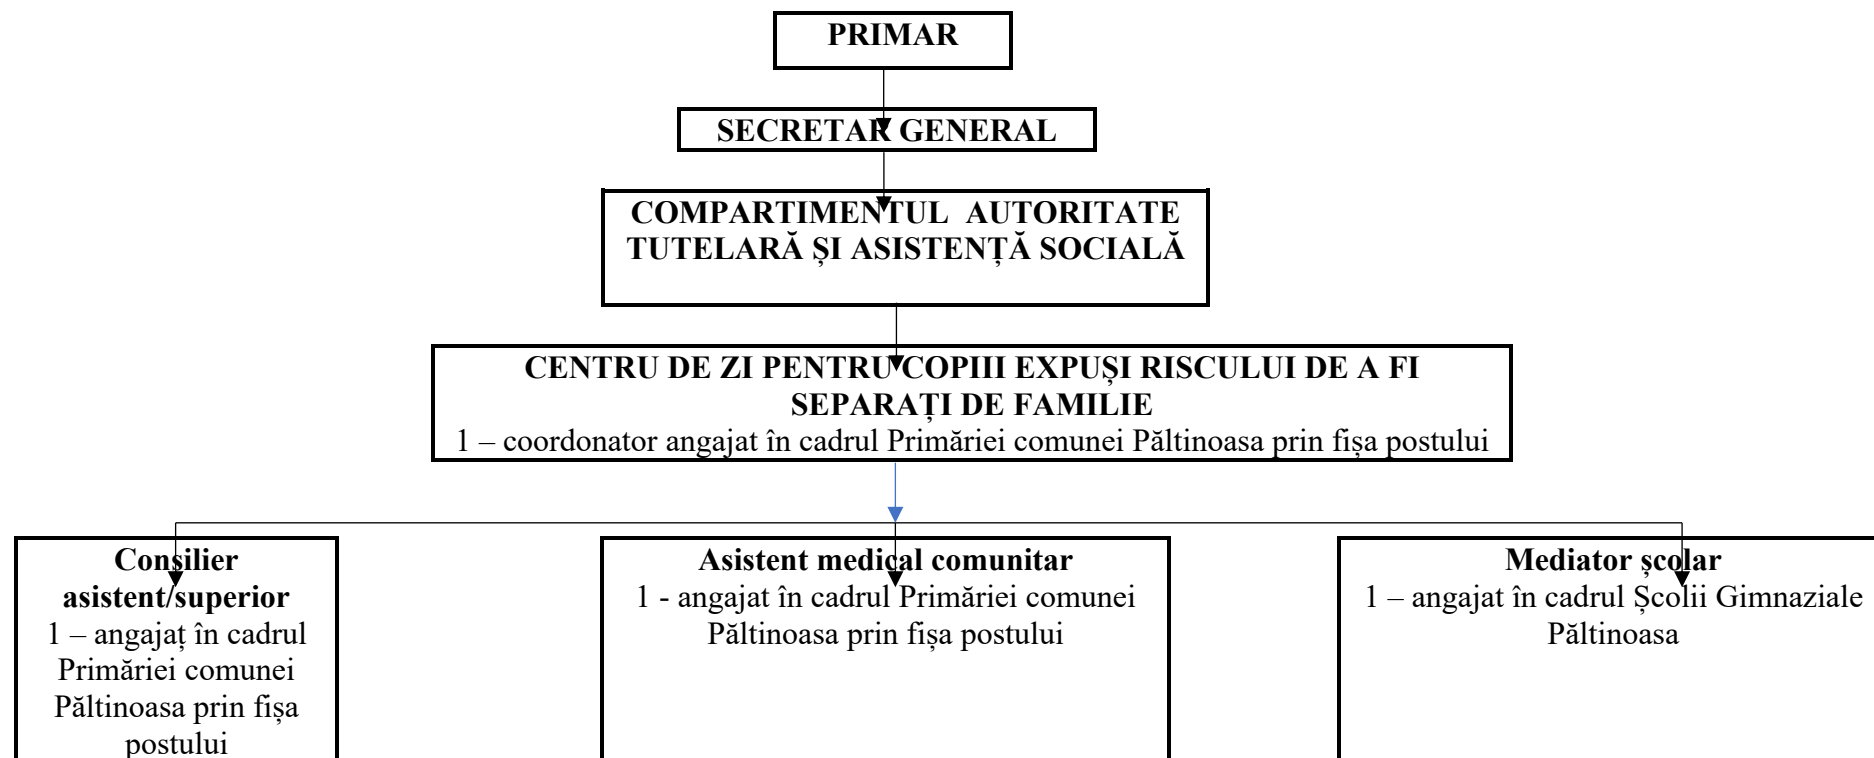 PRIMAR
SECRETAR GENERAL
COMPARTIMENTUL AUTORITATE
TUTELARĂ ȘI ASISTENȚĂ SOCIALĂ
CENTRU DE ZI PENTRU COPIII EXPUȘI RISCULUI DE A FI
SEPARAȚI DE FAMILIE
1 – coordonator angajat în cadrul Primăriei comunei Păltinoasa prin fișa postului
Consilier
asistent/superior
1 – angajaț în cadrul
Primăriei comunei
Păltinoasa prin fișa
postului
Asistent medical comunitar
1 - angajat în cadrul Primăriei comunei
Păltinoasa prin fișa postului
Mediator școlar
1 – angajat în cadrul Școlii Gimnaziale
Păltinoasa